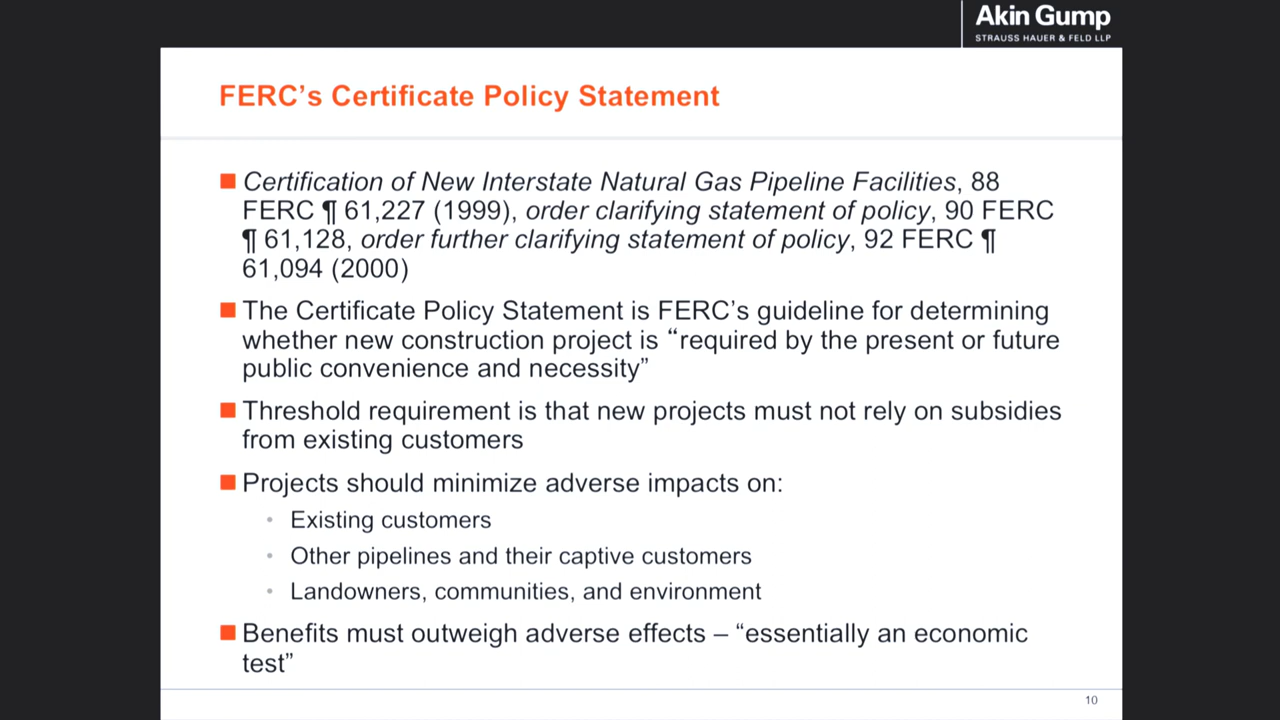 Akin Gump
STRAUSS HAUER & FELD LLP
FERC’s Certificate Policy Statement
Certification of New Interstate Natural Gas Pipeline Facilities, 88
FERC ¶ 61,227 (1999), order clarifying statement of policy, 90 FERC
¶ 61,128, order further clarifying statement of policy, 92 FERC ¶
61,094 (2000)
The Certificate Policy Statement is FERC’s guideline for determining
whether new construction project is “required by the present or future
public convenience and necessity”
Threshold requirement is that new projects must not rely on subsidies
from existing customers
Projects should minimize adverse impacts on:
Existing customers
Other pipelines and their captive customers
Landowners, communities, and environment
Benefits must outweigh adverse effects – “essentially an economic
test”
10